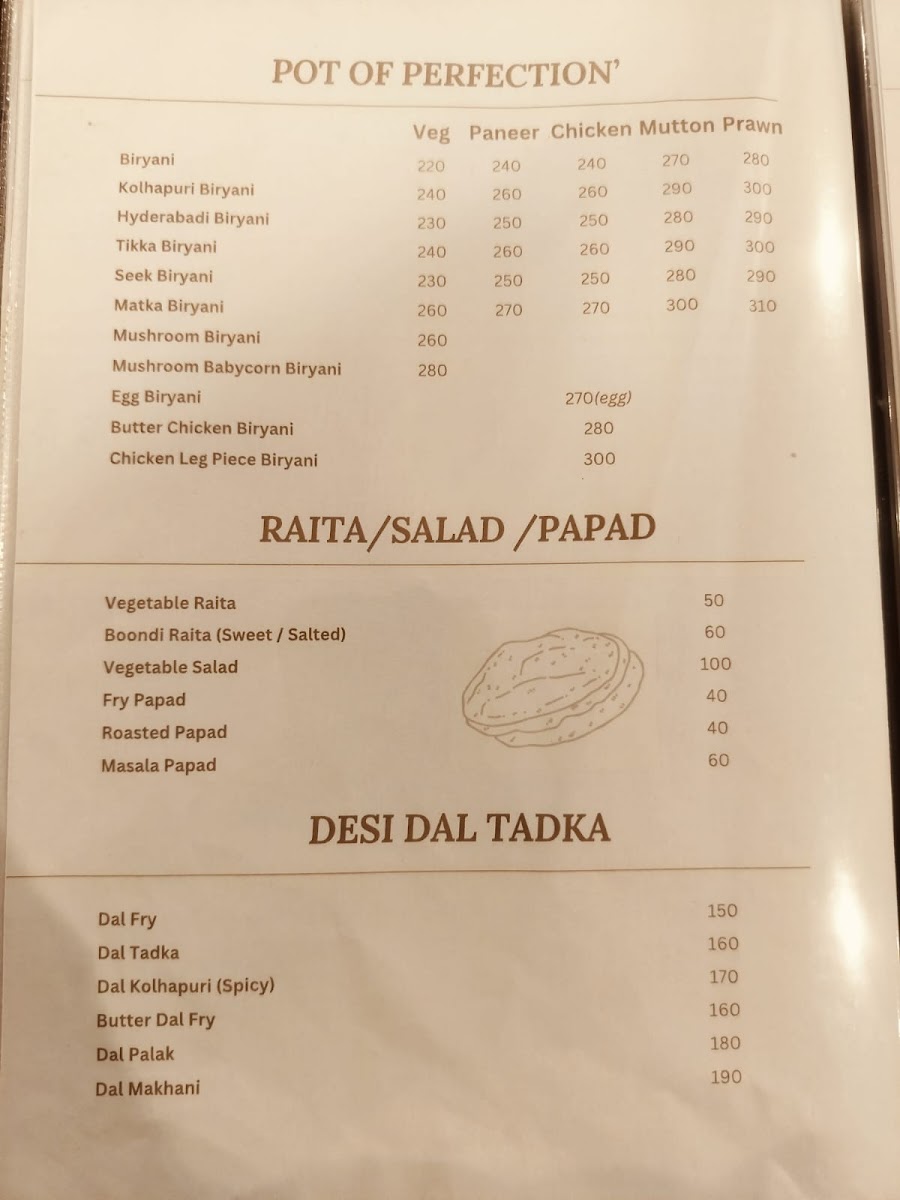 POT OF PERFECTION’
Veg Paneer Chicken Mutton Prawn
Biryani 220 240 240 270 280
Kolhapuri Biryani 240 260 260 290 300
Hyderabadi Biryani 230 250 250 280 290
Tikka Biryani 240 260 260 290 300
Seek Biryani 230 250 250 280 290
Matka Biryani 260 270 270 300 310
Mushroom Biryani 260
Mushroom Babycorn Biryani 280
Egg Biryani 270(egg)
Butter Chicken Biryani 280
Chicken Leg Piece Biryani 300
RAITA/SALAD /PAPAD
Vegetable Raita 50
Boondi Raita (Sweet / Salted) 60
Vegetable Salad 100
Fry Papad 40
Roasted Papad 40
Masala Papad 60
DESI DAL TADKA
Dal Fry 150
Dal Tadka 160
Dal Kolhapuri (Spicy) 170
Butter Dal Fry 160
Dal Palak 180
Dal Makhani 190